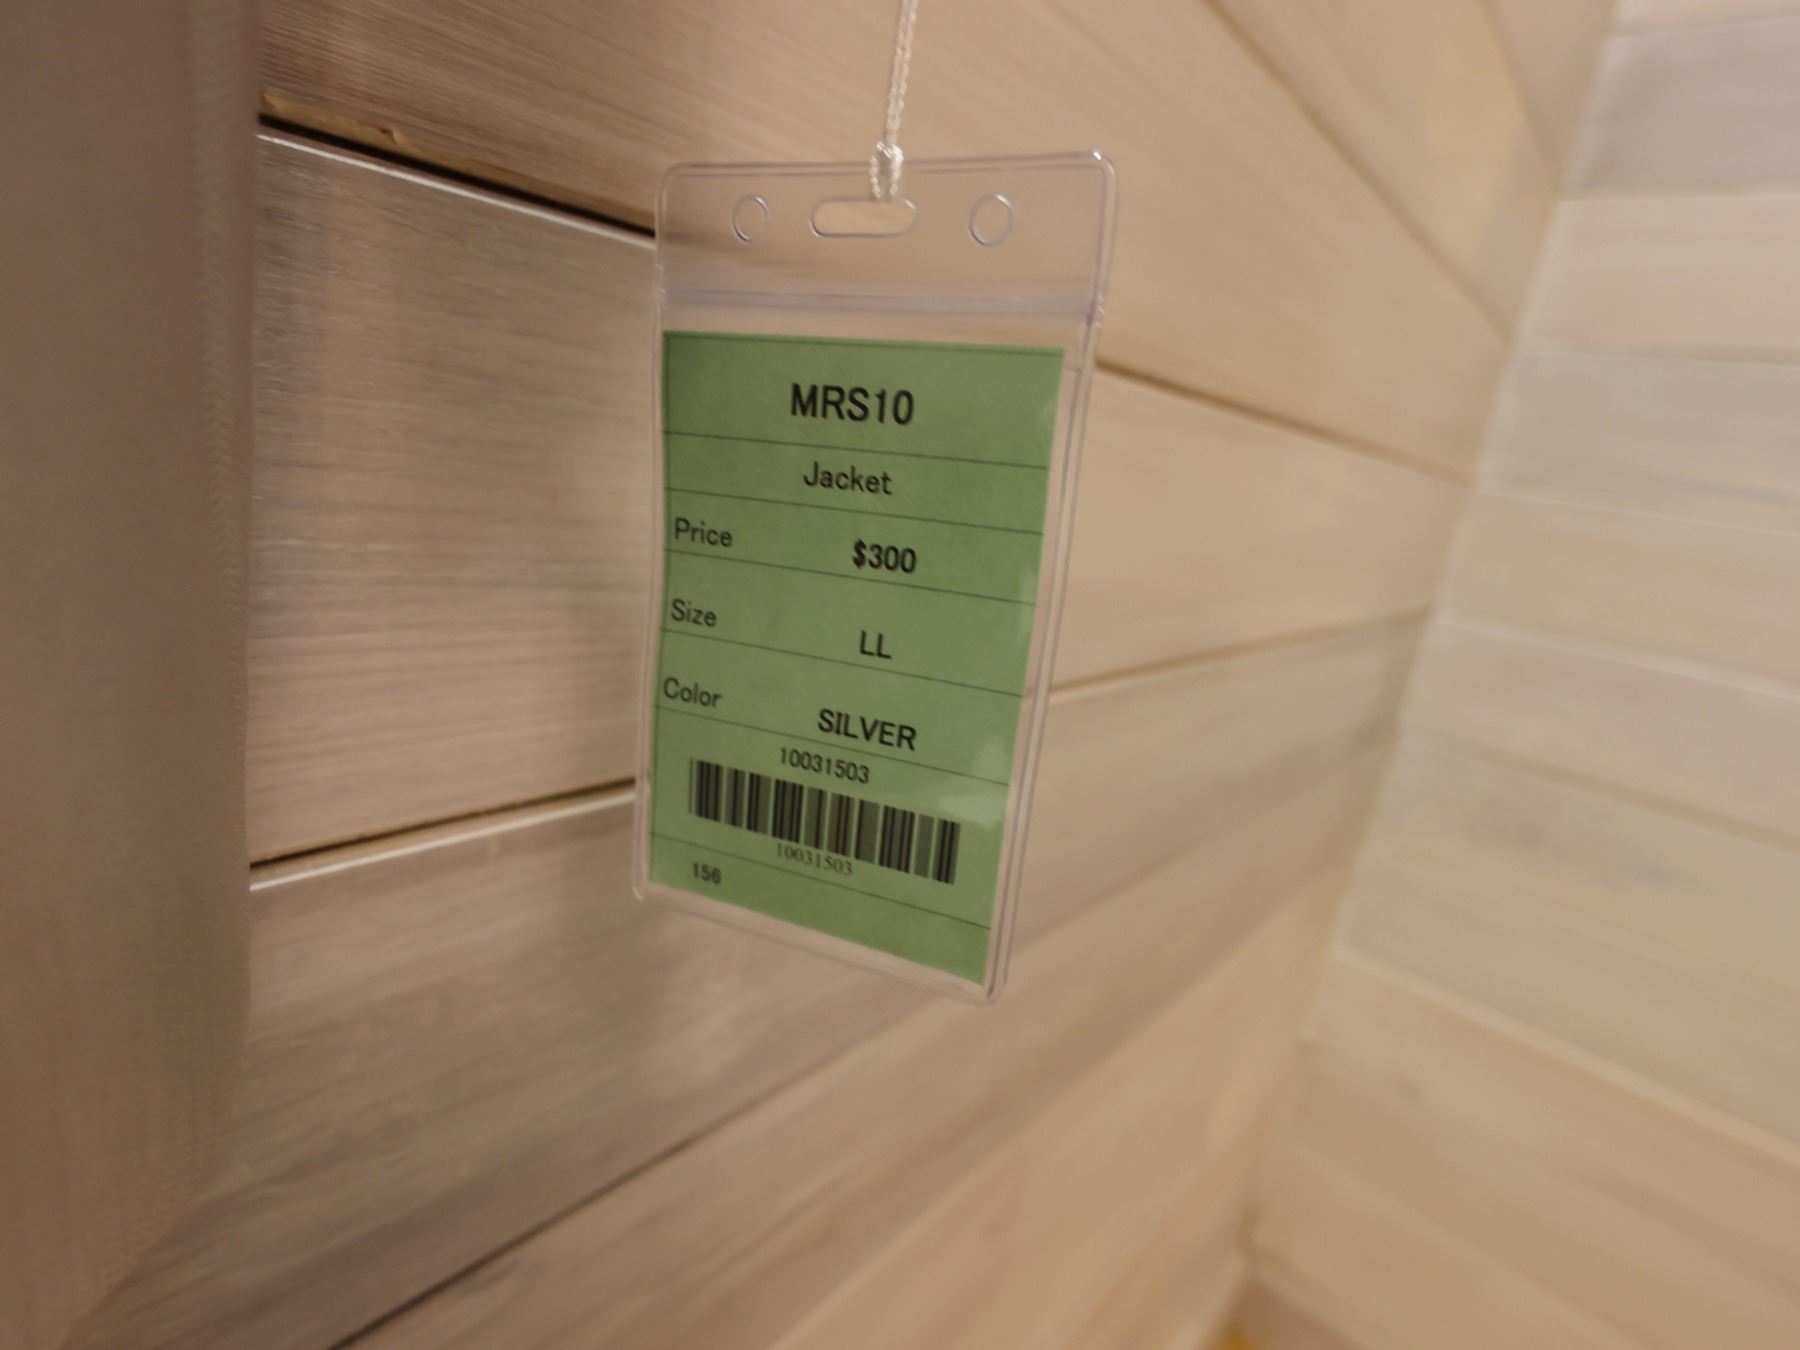 MRS10
Jacket
Price $300
Size LL
Color SILVER
10031503
10031503
156